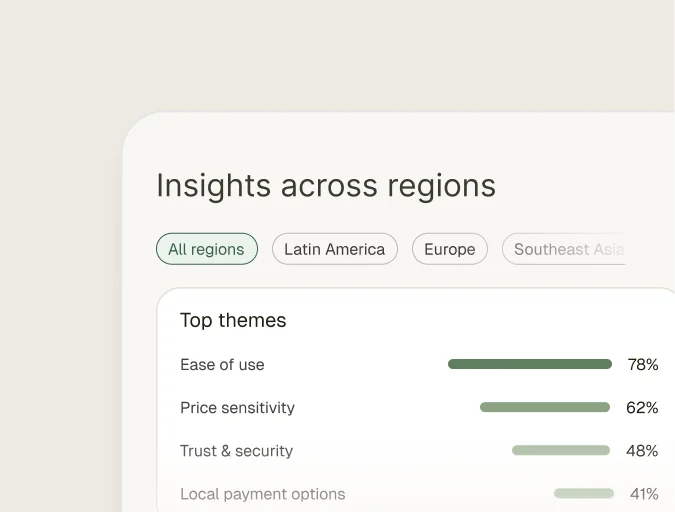 Insights across regions
All regions Latin America Europe Southeast Asia
Top themes
Ease of use 78%
Price sensitivity 62%
Trust & security 48%
Local payment options 41%